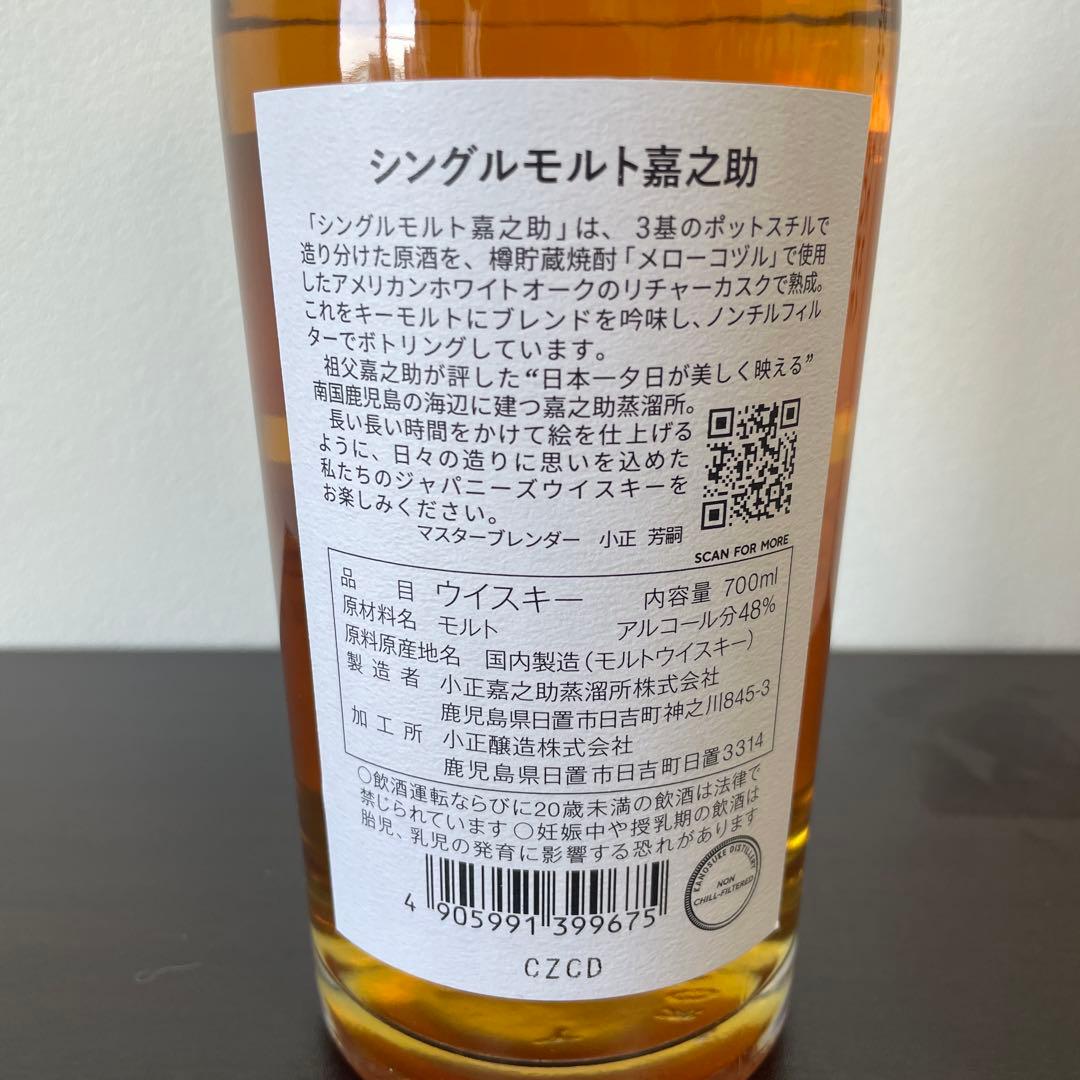 シングルモルト嘉之助
「シングルモルト嘉之助」は、3基のポットスチルで
造り分けた原酒を、樽貯蔵焼酎「メローコヅル」で使用
したアメリカンホワイトオークのリチャーカスクで熟成。
これをキーモルトにブレンドを吟味し、ノンチルフィル
ターでボトリングしています。
祖父嘉之助が評した“日本一夕日が美しく映える”
南国鹿児島の海辺に建つ嘉之助蒸溜所。
長い長い時間をかけて絵を仕上げる
ように、日々の造りに思いを込めた
私たちのジャパニーズウイスキーを
お楽しみください。
マスターブレンダー 小正 芳嗣
SCAN FOR MORE
品目 ウイスキー 内容量 700ml
原材料名 モルト アルコール分48%
原料原産地名 国内製造(モルトウイスキー)
製造者 小正嘉之助蒸溜所株式会社
鹿児島県日置市日吉町神之川845-3
加工所 小正醸造株式会社
鹿児島県日置市日吉町日置3314
○飲酒運転ならびに20歳未満の飲酒は法律で
禁じられています○妊娠中や授乳期の飲酒は
胎児、乳児の発育に影響する恐れがあります
KANOSUKE DISTILLERY
NON
CHILL-FILTERED
4 905991 399675
CZCD